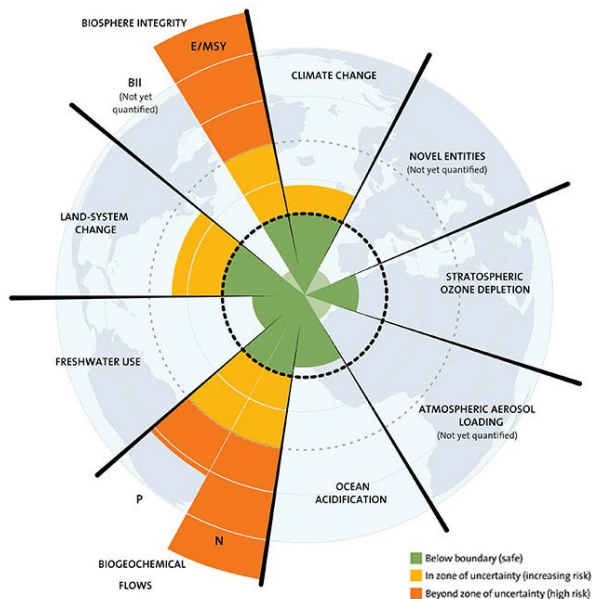 BIOSPHERE INTEGRITY
E/MSY
CLIMATE CHANGE
BII
(Not yet
quantified)
NOVEL ENTITIES
(Not yet quantified)
LAND-SYSTEM
CHANGE
STRATOSPHERIC
OZONE DEPLETION
FRESHWATER USE
ATMOSPHERIC AEROSOL
LOADING
(Not yet quantified)
P
OCEAN
ACIDIFICATION
N
BIOGEOCHEMICAL
FLOWS
Below boundary (safe)
In zone of uncertainty (increasing risk)
Beyond zone of uncertainty (high risk)